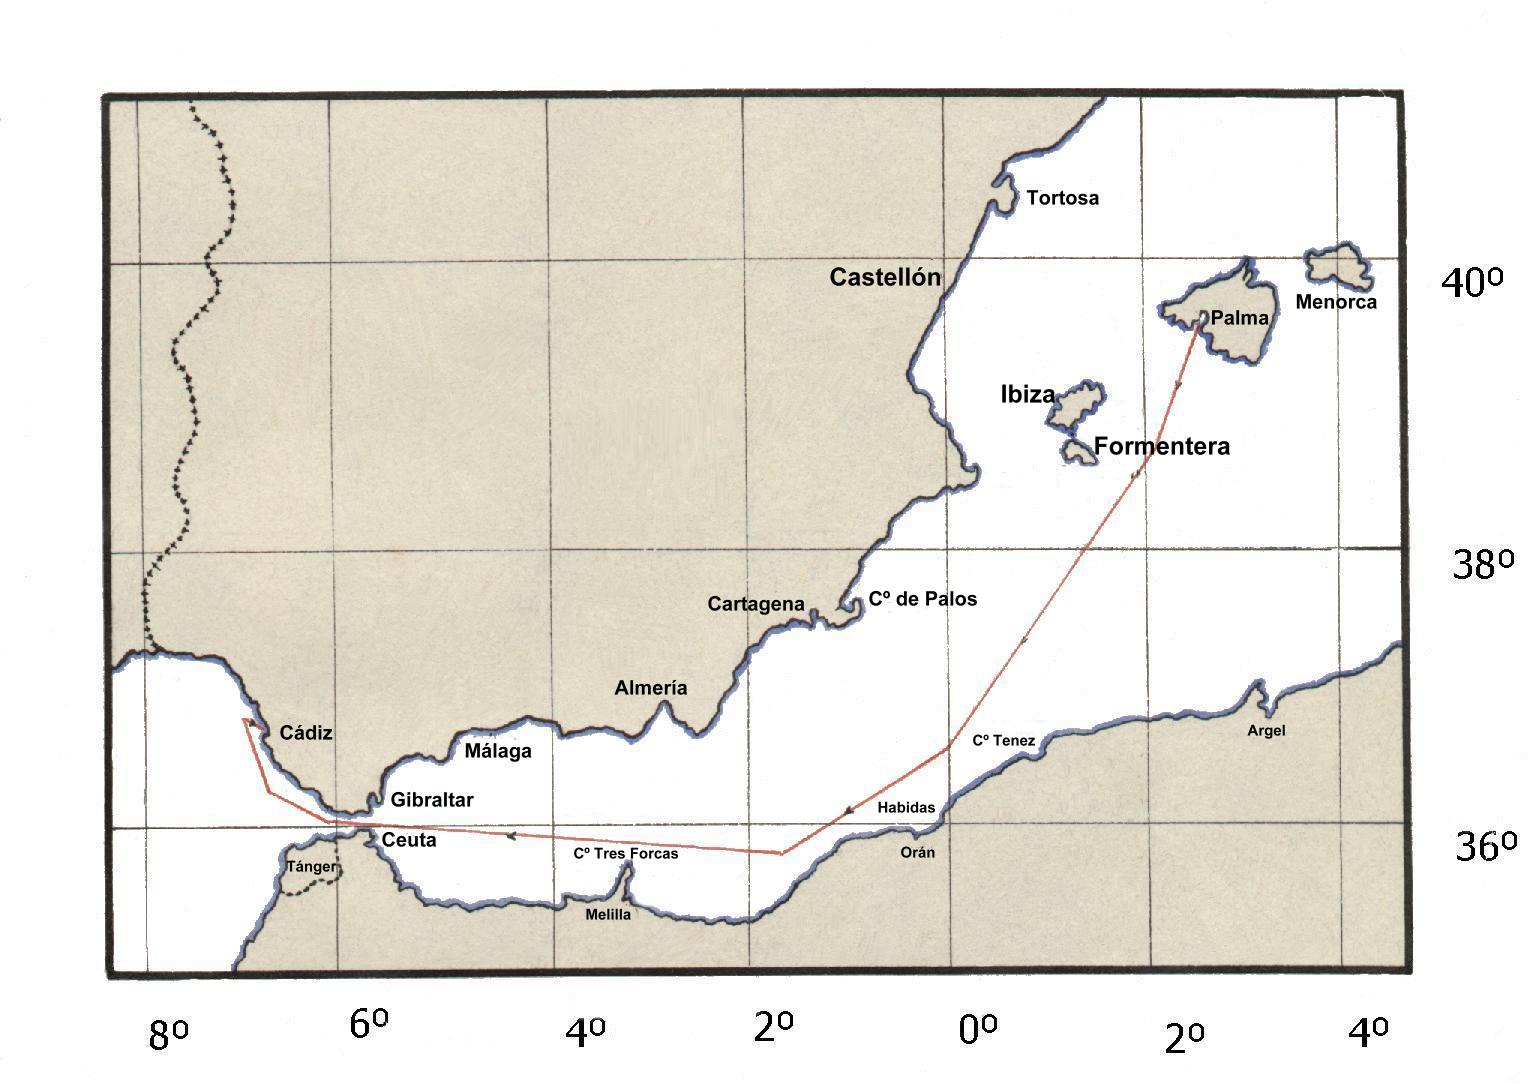 Tortosa
Castellón
40º
Menorca
Palma
Ibiza
Formentera
38º
Cartagena
Cº de Palos
Almería
Cádiz
Málaga
Cº Tenez
Argel
Gibraltar
Habidas
Ceuta
36º
Cº Tres Forcas
Orán
Tánger
Melilla
8º
6º
4º
2º
0º
2º
4º